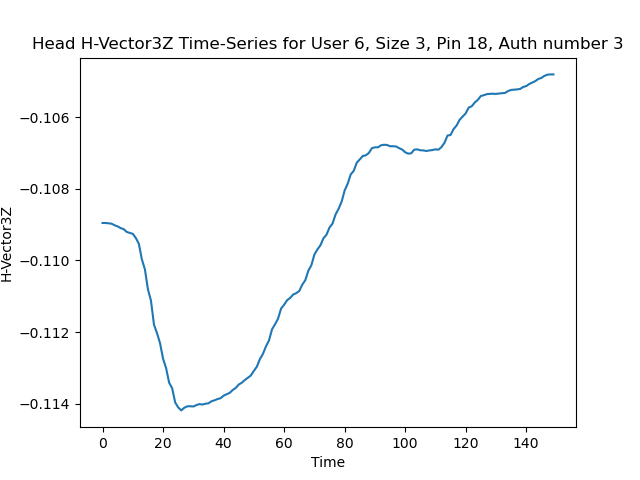 Head H-Vector3Z Time-Series for User 6, Size 3, Pin 18, Auth number 3
H-Vector3Z
−0.106
−0.108
−0.110
−0.112
−0.114
0 20 40 60 80 100 120 140
Time